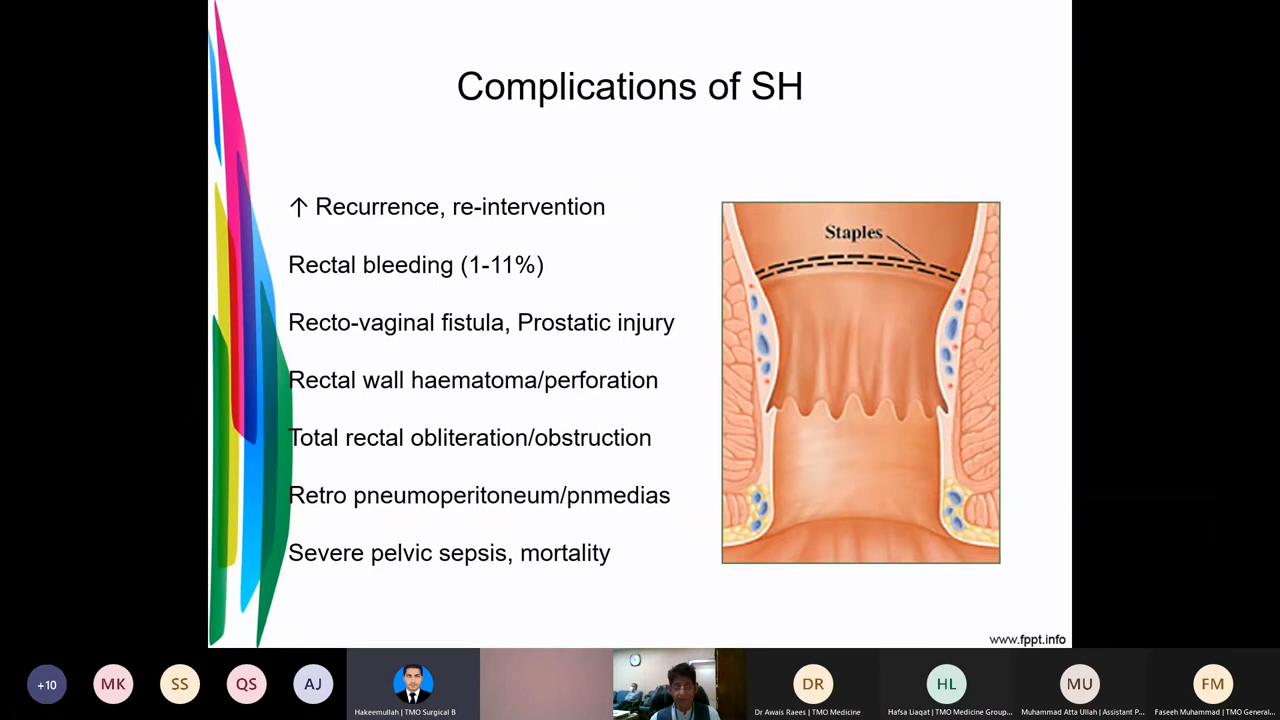 Complications of SH
↑ Recurrence, re-intervention
Rectal bleeding (1-11%)
Recto-vaginal fistula, Prostatic injury
Rectal wall haematoma/perforation
Total rectal obliteration/obstruction
Retro pneumoperitoneum/pnmedias
Severe pelvic sepsis, mortality
Staples
www.fppt.info
+10
MK
SS
QS
AJ
Hakeemullah | TMO Surgical B
DR
Dr Awais Raees | TMO Medicine
HL
Hafsa Liaqat | TMO Medicine Group...
MU
Muhammad Atta Ullah | Assistant P...
FM
Faseeh Muhammad | TMO General...